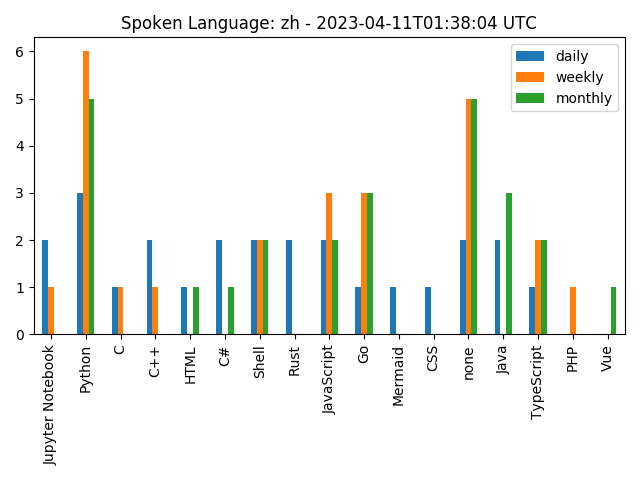 Spoken Language: zh - 2023-04-11T01:38:04 UTC
daily
weekly
monthly
6
5
4
3
2
1
0
Jupyter Notebook
Python
C
C++
HTML
C#
Shell
Rust
JavaScript
Go
Mermaid
CSS
none
Java
TypeScript
PHP
Vue